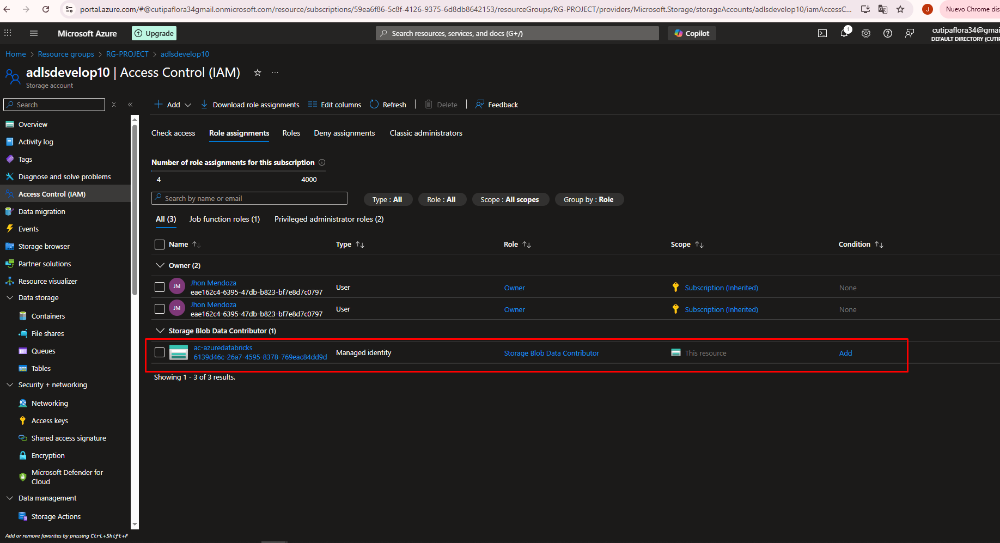 portal.azure.com/#@cutipaflora34gmail.onmicrosoft.com/resource/subscriptions/59ea6f86-5c8f-4126-9375-6d8db8642153/resourceGroups/RG-PROJECT/providers/Microsoft.Storage/storageAccounts/adlsdevelop10/iamAccessC...
J
Nuevo Chrome dis
Microsoft Azure
Upgrade
Search resources, services, and docs (G+/)
Copilot
1
cutipaflora34@gmai
DEFAULT DIRECTORY (CUTIP
Home > Resource groups > RG-PROJECT > adlsdevelop10
adlsdevelop10 | Access Control (IAM)
...
Storage account
Search
Add
Download role assignments
Edit columns
Refresh
Delete
Feedback
Overview
Activity log
Tags
Diagnose and solve problems
Access Control (IAM)
Data migration
Events
Storage browser
Partner solutions
Resource visualizer
Data storage
Containers
File shares
Queues
Tables
Security + networking
Networking
Access keys
Shared access signature
Encryption
Microsoft Defender for
Cloud
Data management
Storage Actions
Add or remove favorites by pressing Ctrl+Shift+F
Check access
Role assignments
Roles
Deny assignments
Classic administrators
Number of role assignments for this subscription
4 4000
Search by name or email
Type : All
Role : All
Scope : All scopes
Group by : Role
All (3)
Job function roles (1)
Privileged administrator roles (2)
Name Type Role Scope Condition
Owner (2)
JM Jhon Mendoza
eae162c4-6395-47db-b823-bf7e8d7c0797
User Owner Subscription (Inherited) None
JM Jhon Mendoza
eae162c4-6395-47db-b823-bf7e8d7c0797
User Owner Subscription (Inherited) None
Storage Blob Data Contributor (1)
ac-azuredatabricks
6139d46c-26a7-4595-8378-769eac84dd9d
Managed identity Storage Blob Data Contributor This resource Add
Showing 1 - 3 of 3 results.